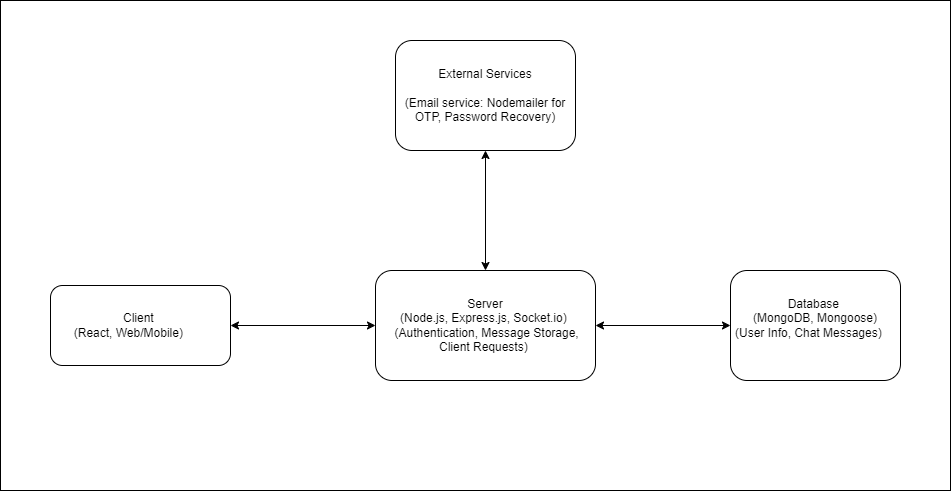 External Services
(Email service: Nodemailer for
OTP, Password Recovery)
Client
(React, Web/Mobile)
Server
(Node.js, Express.js, Socket.io)
(Authentication, Message Storage,
Client Requests)
Database
(MongoDB, Mongoose)
(User Info, Chat Messages)